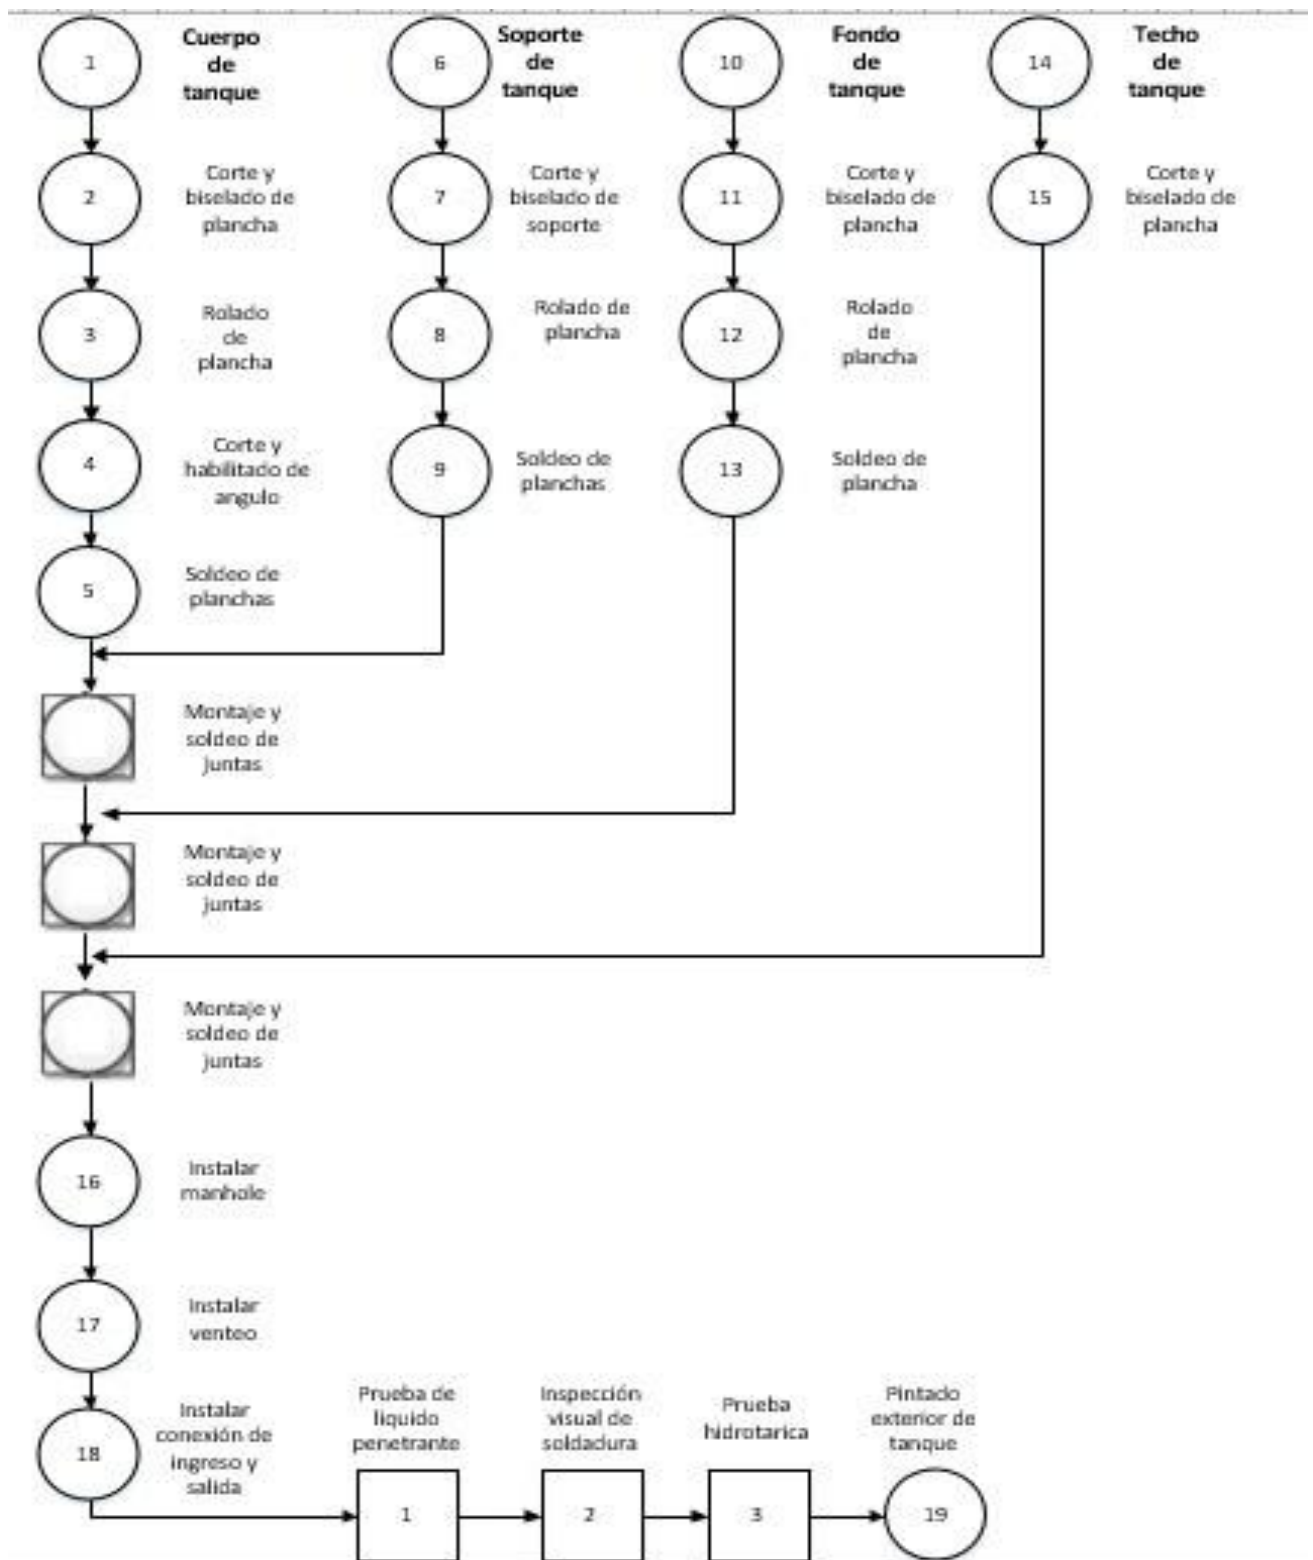 1
Cuerpo
de
tanque
2
Corte y
biselado de
plancha
3
Rolado
de
plancha
4
Corte y
habilitado de
angulo
5
Soldeo de
planchas
6
Soporte
de
tanque
7
Corte y
biselado de
soporte
8
Rolado de
plancha
9
Soldeo de
planchas
10
Fondo
de
tanque
11
Corte y
biselado de
plancha
12
Rolado
de
plancha
13
Soldeo de
plancha
14
Techo
de
tanque
15
Corte y
biselado de
plancha
Montaje y
soldeo de
juntas
Montaje y
soldeo de
juntas
Montaje y
soldeo de
juntas
16
Instalar
manhole
17
Instalar
venteo
18
Instalar
conexión de
ingreso y
salida
Prueba de
liquido
penetrante
1
Inspección
visual de
soldadura
2
Prueba
hidrotarica
3
Pintado
exterior de
tanque
19